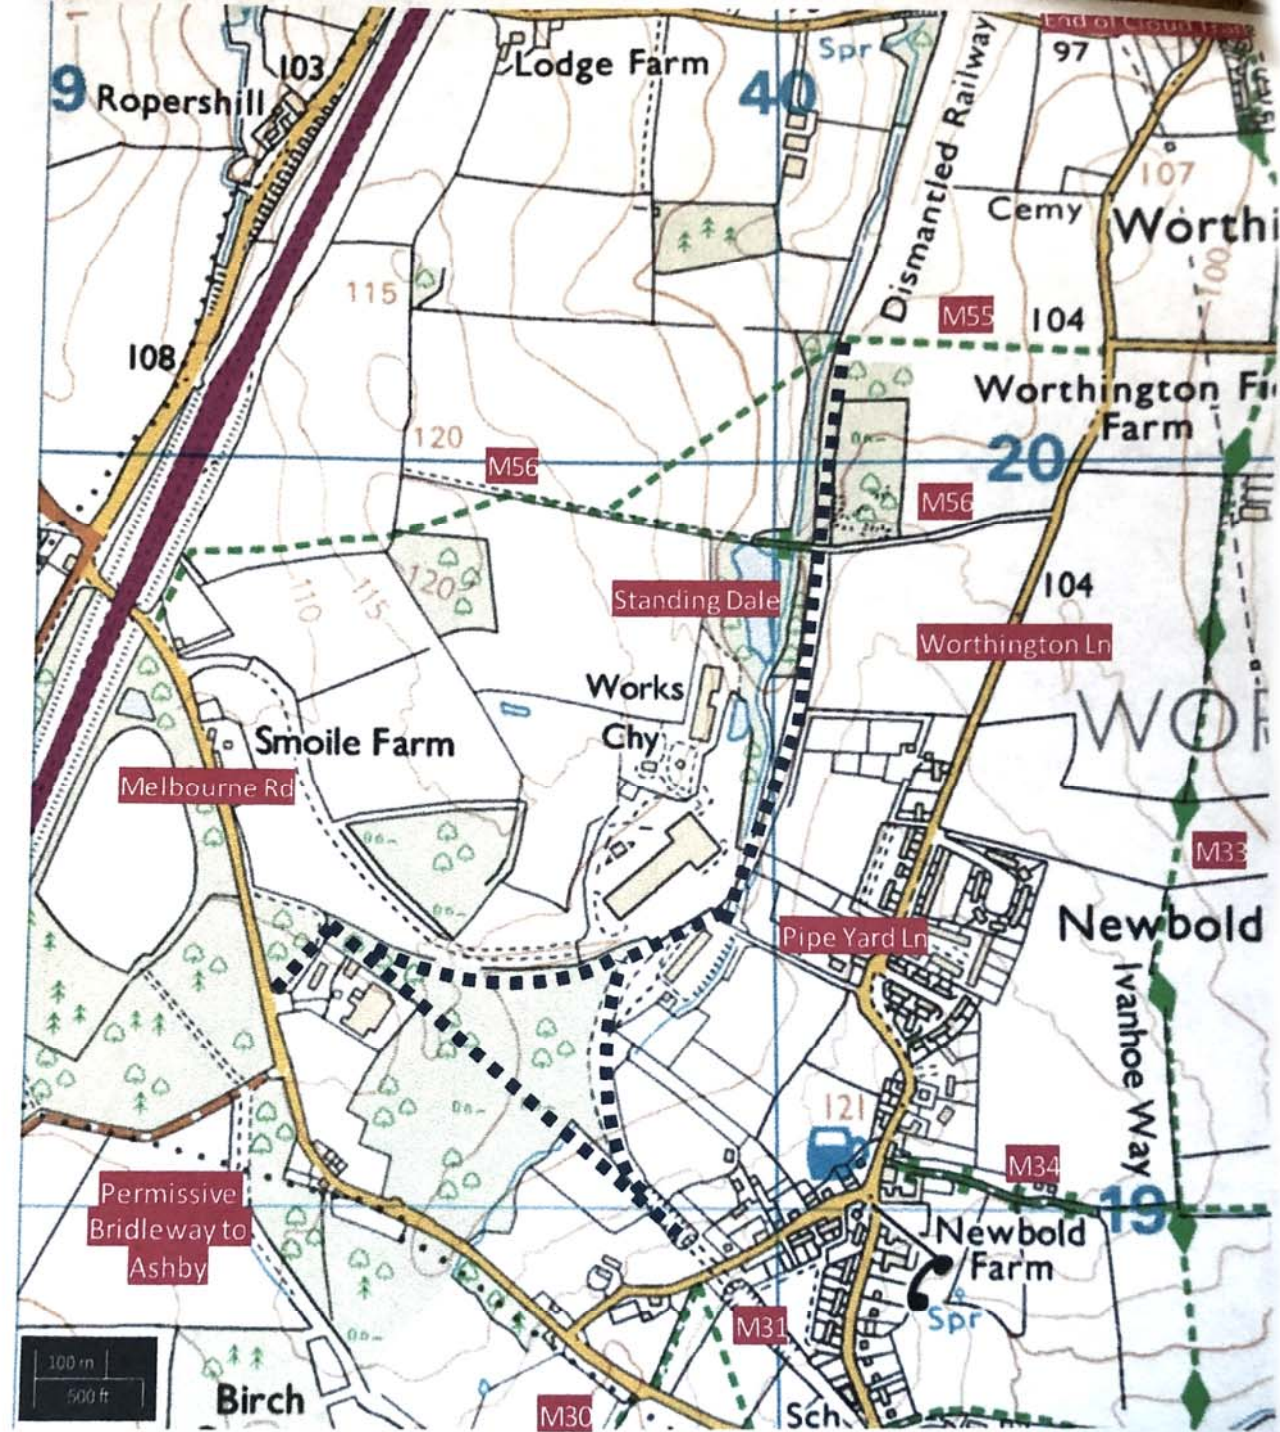 End of Cloud Trail
97
Spr
Lodge Farm
103
9
Ropershill
40
Dismantled Railway
107
Cemy
Worthi
100
115
M55
104
108
Worthington Fi
Farm
120
M56
20
M56
120
110
115
104
Standing Dale
Worthington Ln
Works
Chy
WOR
Smoile Farm
Melbourne Rd
M33
Newbold
Pipe Yard Ln
Ivanhoe Way
121
M34
19
Permissive
Bridleway to
Ashby
Newbold
Farm
Spr
M31
100 m
500 ft
Birch
M30
Sch